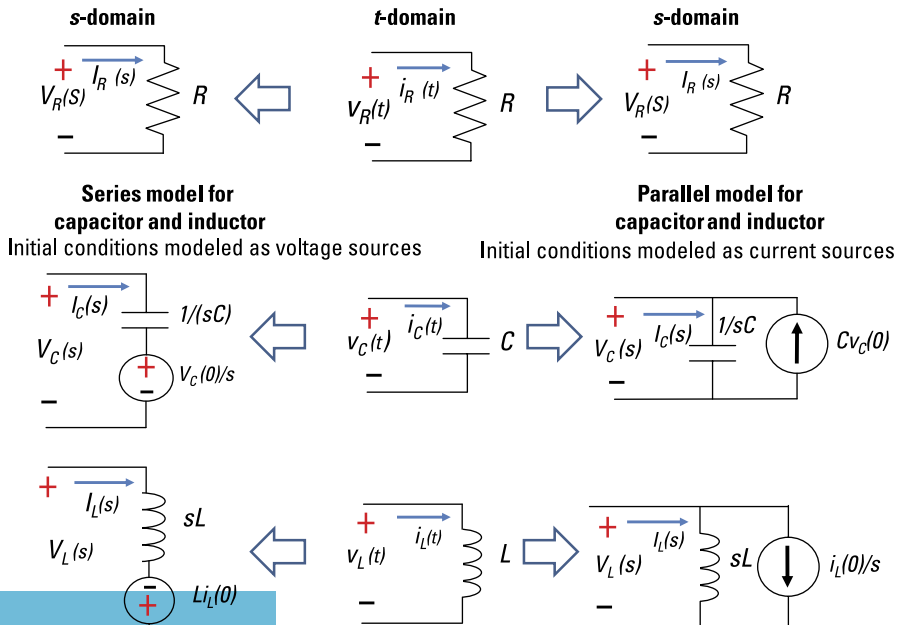 s-domain
t-domain
s-domain
+
I_R (s)
V_R(S)
R
−
+
i_R (t)
v_R(t)
R
−
+
I_R (s)
V_R(S)
R
−
Series model for
capacitor and inductor
Initial conditions modeled as voltage sources
Parallel model for
capacitor and inductor
Initial conditions modeled as current sources
+
I_C(s)
1/(sC)
V_C(s)
+
−
V_C(0)/s
−
+
i_C(t)
v_C(t)
C
−
+
I_C(s)
1/sC
V_C(s)
Cv_C(0)
−
+
I_L(s)
sL
V_L(s)
−
+
Li_L(0)
+
i_L(t)
v_L(t)
L
−
+
I_L(s)
V_L(s)
sL
i_L(0)/s
−